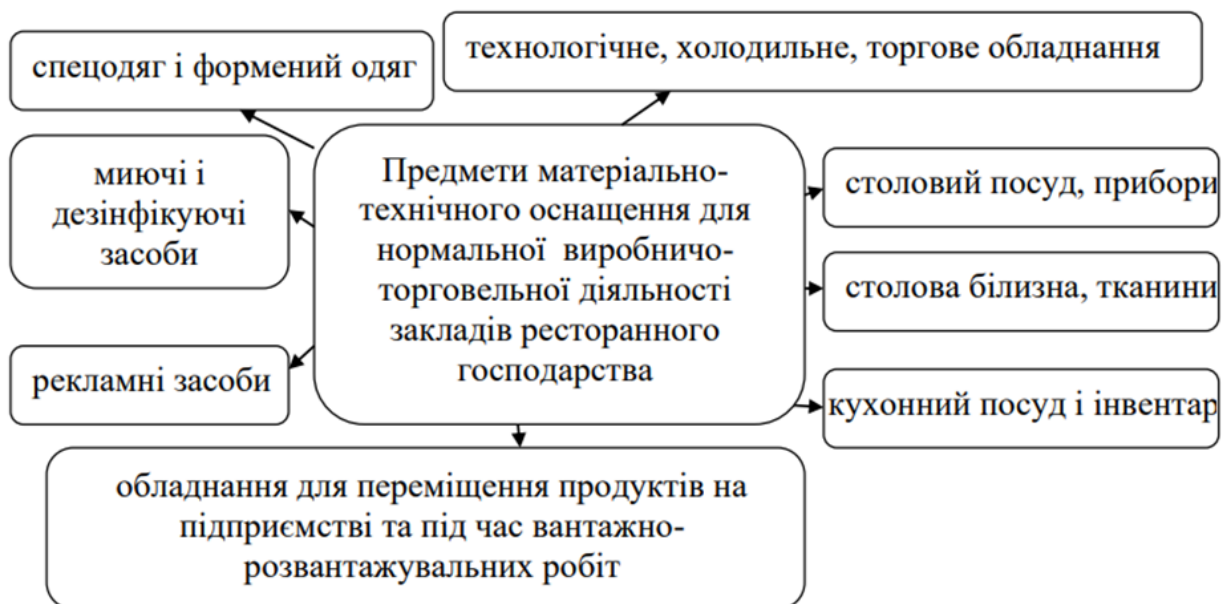 технологічне, холодильне, торгове обладнання
спецодяг і формений одяг
миючі і
дезінфікуючі
засоби
Предмети матеріально-
технічного оснащення для
нормальної виробничо-
торговельної діяльності
закладів ресторанного
господарства
столовий посуд, прибори
столова білизна, тканини
рекламні засоби
кухонний посуд і інвентар
обладнання для переміщення продуктів на
підприємстві та під час вантажно-
розвантажувальних робіт